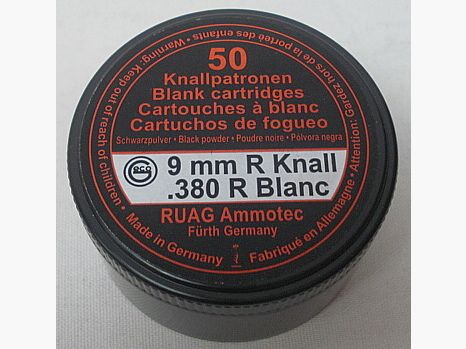 50
Knallpatronen
Blank cartridges
Cartouches à blanc
Cartuchos de fogueo
Schwarzpulver • Black powder • Poudre noire • Pólvora negra
geco
9 mm R Knall
.380 R Blanc
RUAG Ammotec
Fürth Germany
• Warning: Keep out of reach of children •
• Attention: Gardez hors de la porteé des enfants
Made in Germany
Fabriqué en Allemagne